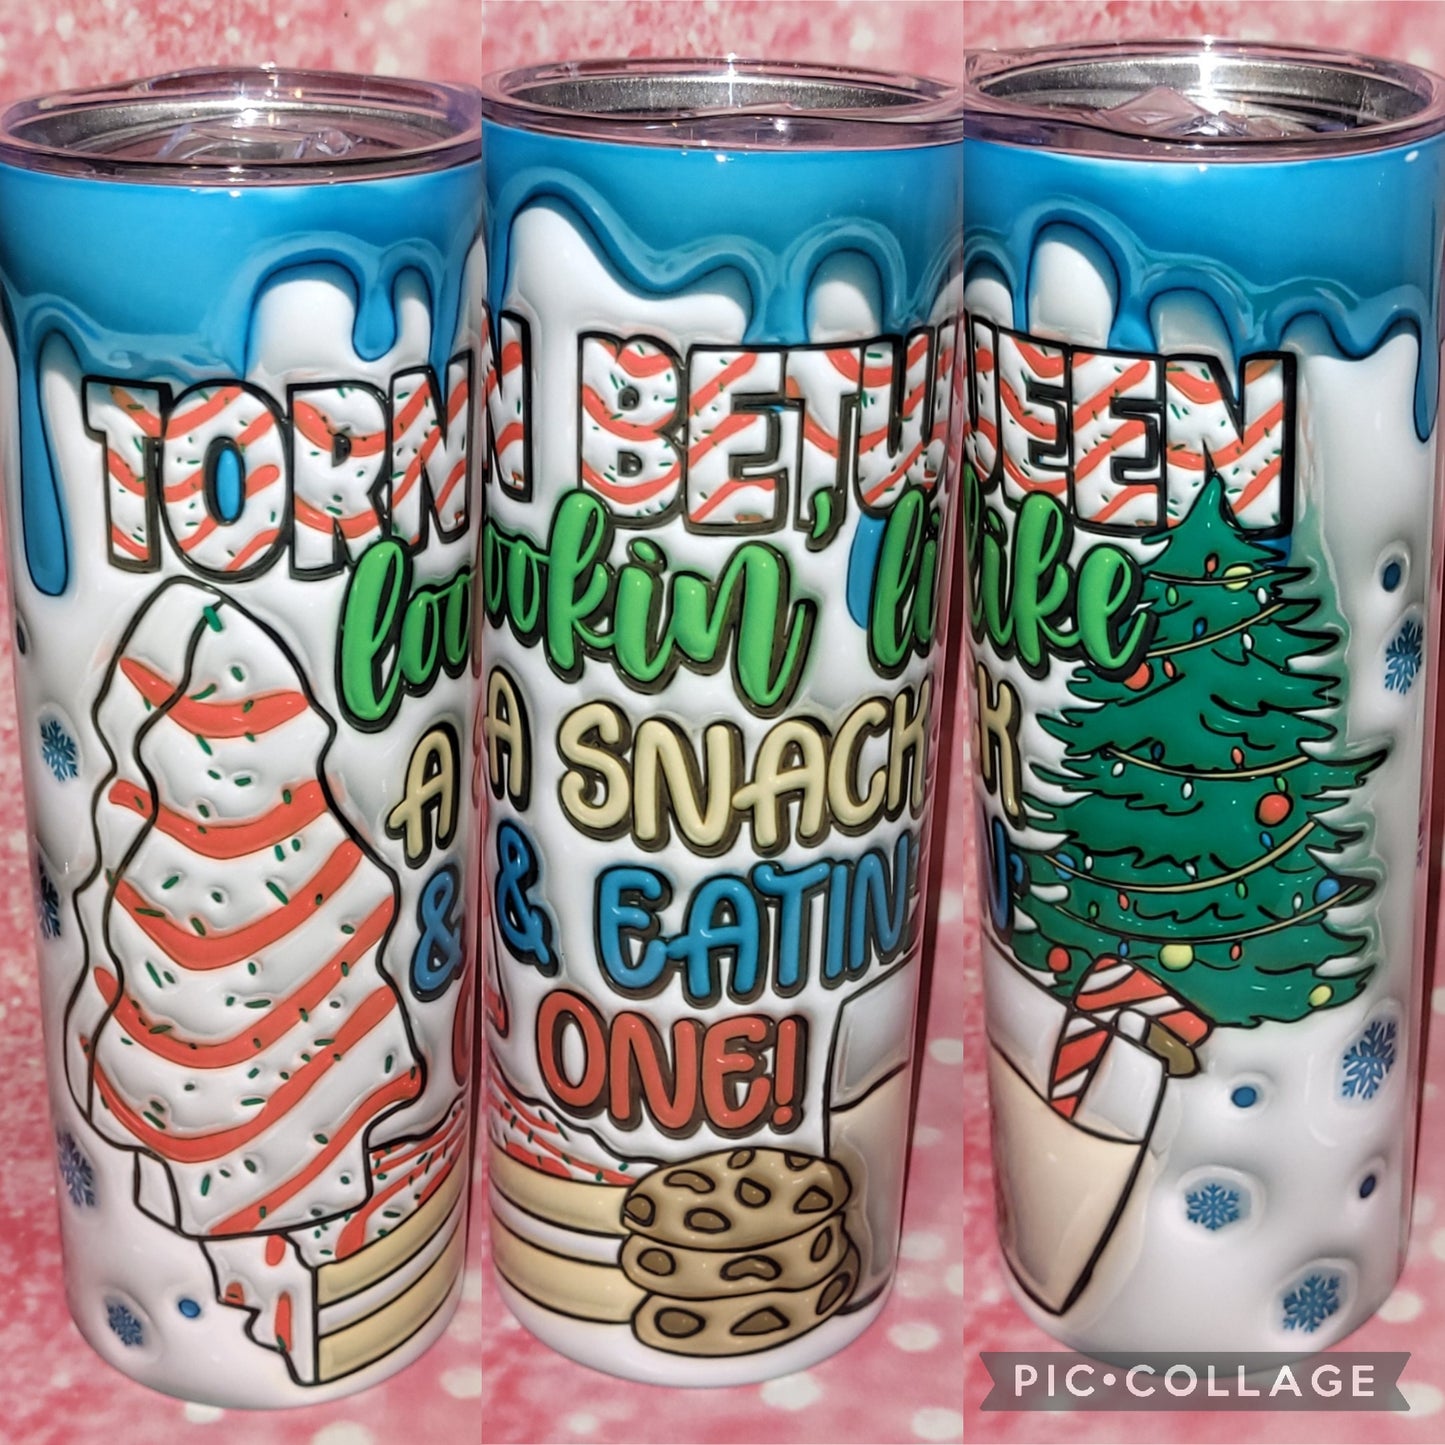 TORN BETWEEN
lookin' like
A SNACK
& EATIN'
ONE!
PIC•COLLAGE